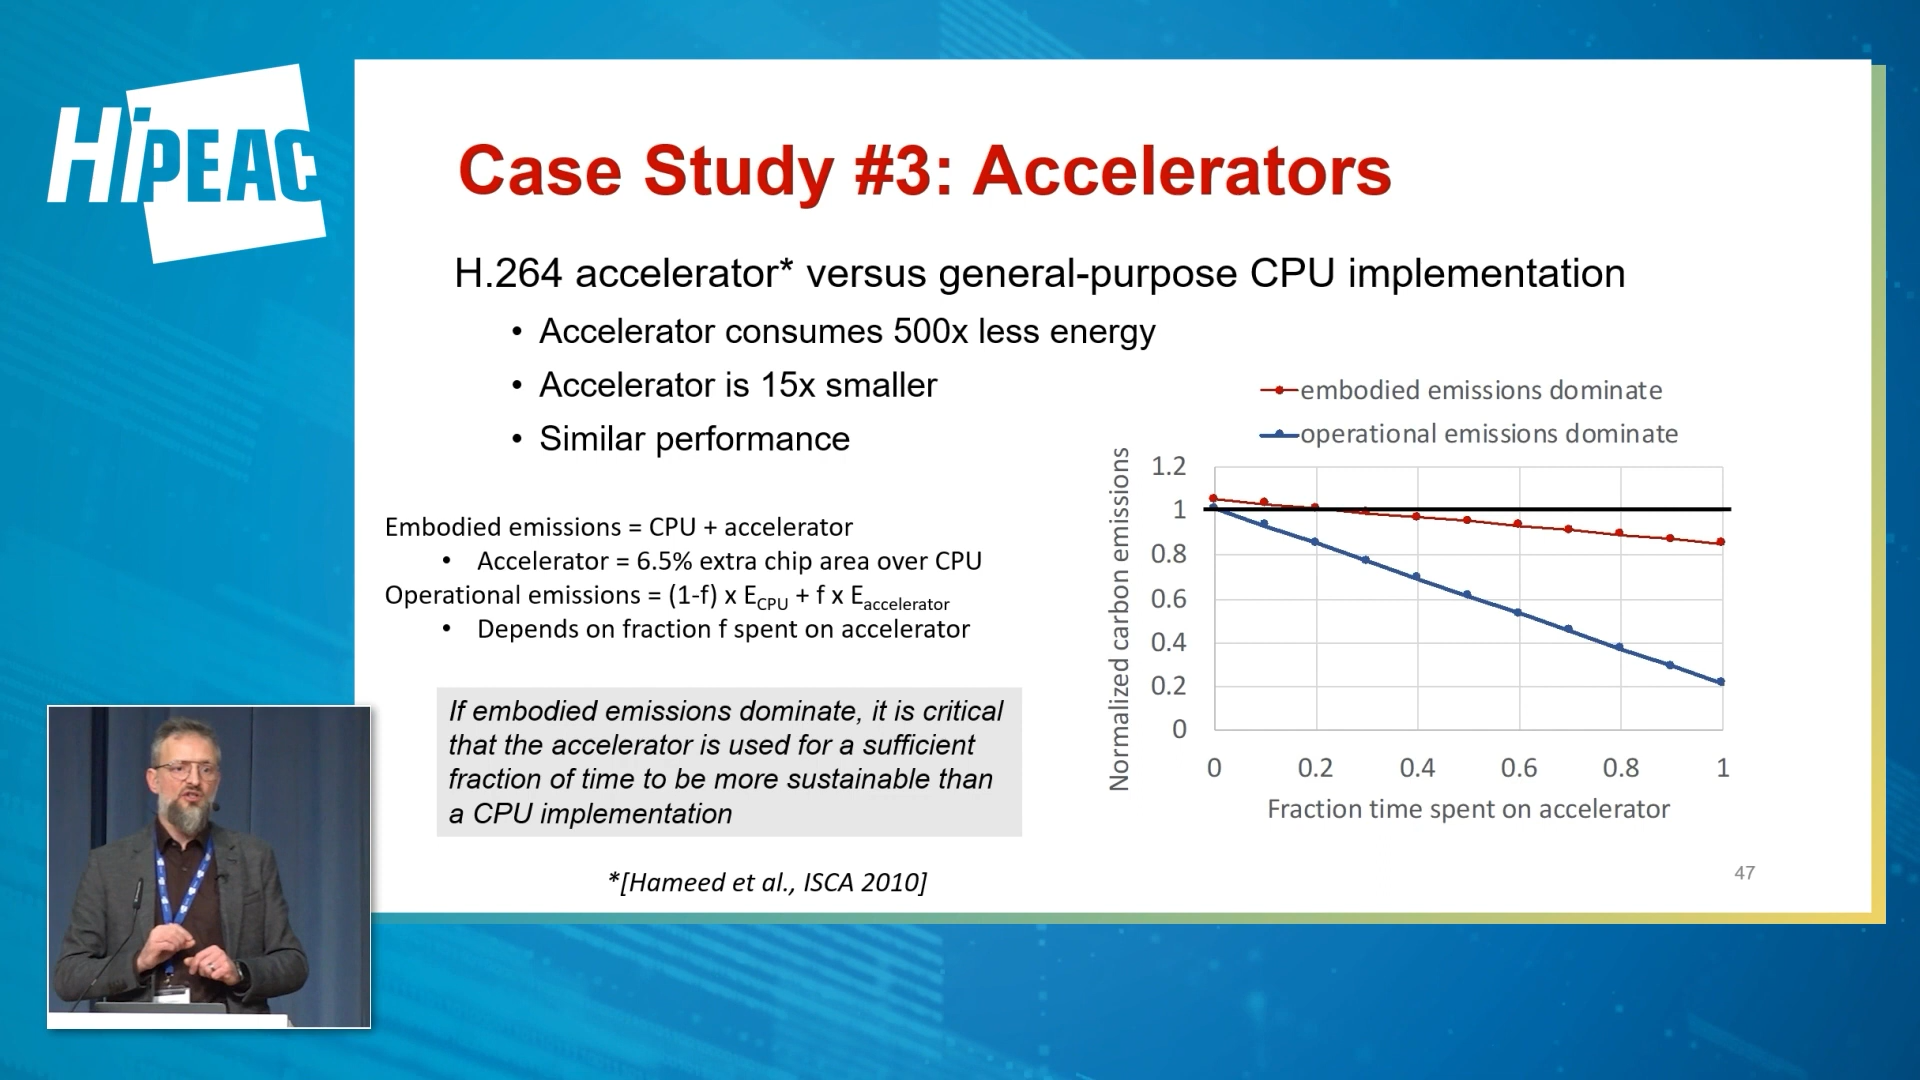 HiPEAC
Case Study #3: Accelerators
H.264 accelerator* versus general-purpose CPU implementation
• Accelerator consumes 500x less energy
• Accelerator is 15x smaller
• Similar performance
Embodied emissions = CPU + accelerator
• Accelerator = 6.5% extra chip area over CPU
Operational emissions = (1-f) x ECPU + f x Eaccelerator
• Depends on fraction f spent on accelerator
If embodied emissions dominate, it is critical
that the accelerator is used for a sufficient
fraction of time to be more sustainable than
a CPU implementation
*[Hameed et al., ISCA 2010]
embodied emissions dominate
operational emissions dominate
Normalized carbon emissions
1.2
1
0.8
0.6
0.4
0.2
0
0 0.2 0.4 0.6 0.8 1
Fraction time spent on accelerator
47